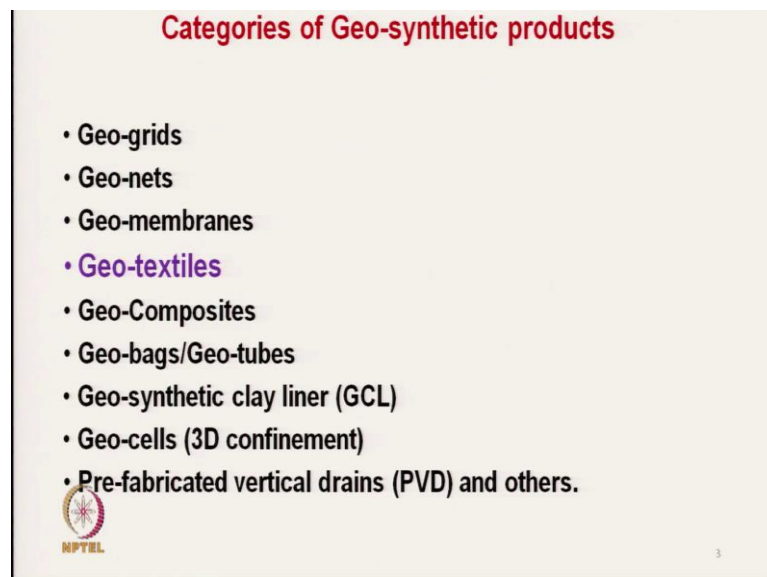 Categories of Geo-synthetic products
• Geo-grids
• Geo-nets
• Geo-membranes
• Geo-textiles
• Geo-Composites
• Geo-bags/Geo-tubes
• Geo-synthetic clay liner (GCL)
• Geo-cells (3D confinement)
• Pre-fabricated vertical drains (PVD) and others.
NPTEL
3